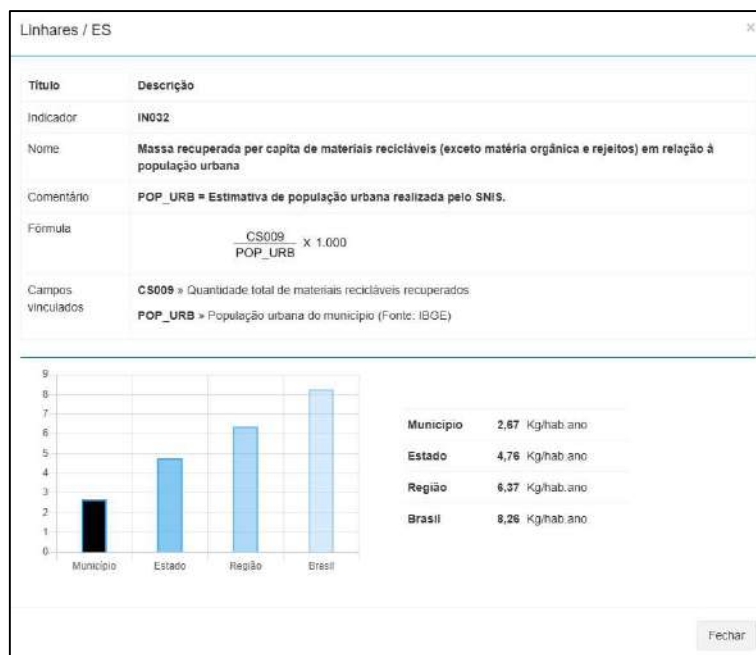 Linhares / ES
×
Título Descrição
Indicador IN032
Nome Massa recuperada per capita de materiais recicláveis (exceto matéria orgânica e rejeitos) em relação à
população urbana
Comentário POP_URB = Estimativa de população urbana realizada pelo SNIS.
Fórmula
CS009
POP_URB X 1.000
Campos
vinculados
CS009 » Quantidade total de materiais recicláveis recuperados
POP_URB » População urbana do município (Fonte: IBGE)
9
8
7
6
5
4
3
2
1
0
Município Estado Região Brasil
Município 2,67 Kg/hab.ano
Estado 4,76 Kg/hab.ano
Região 6,37 Kg/hab.ano
Brasil 8,26 Kg/hab.ano
Fechar